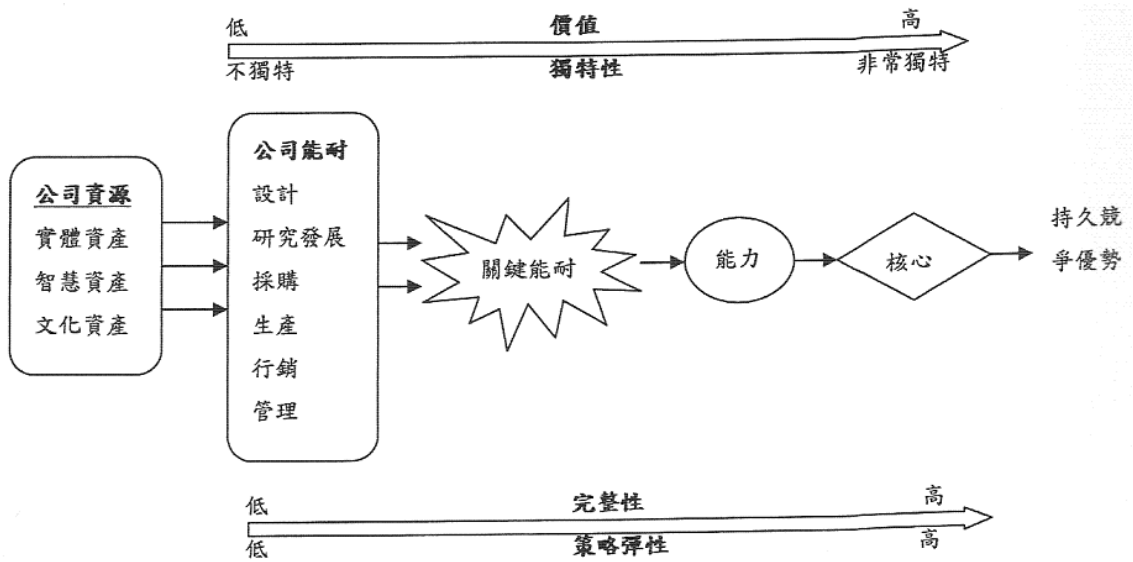 低 價值 高
不獨特 獨特性 非常獨特
公司資源
實體資產
智慧資產
文化資產
公司能耐
設計
研究發展
採購
生產
行銷
管理
關鍵能耐
能力
核心
持久競
爭優勢
低 完整性 高
低 策略彈性 高